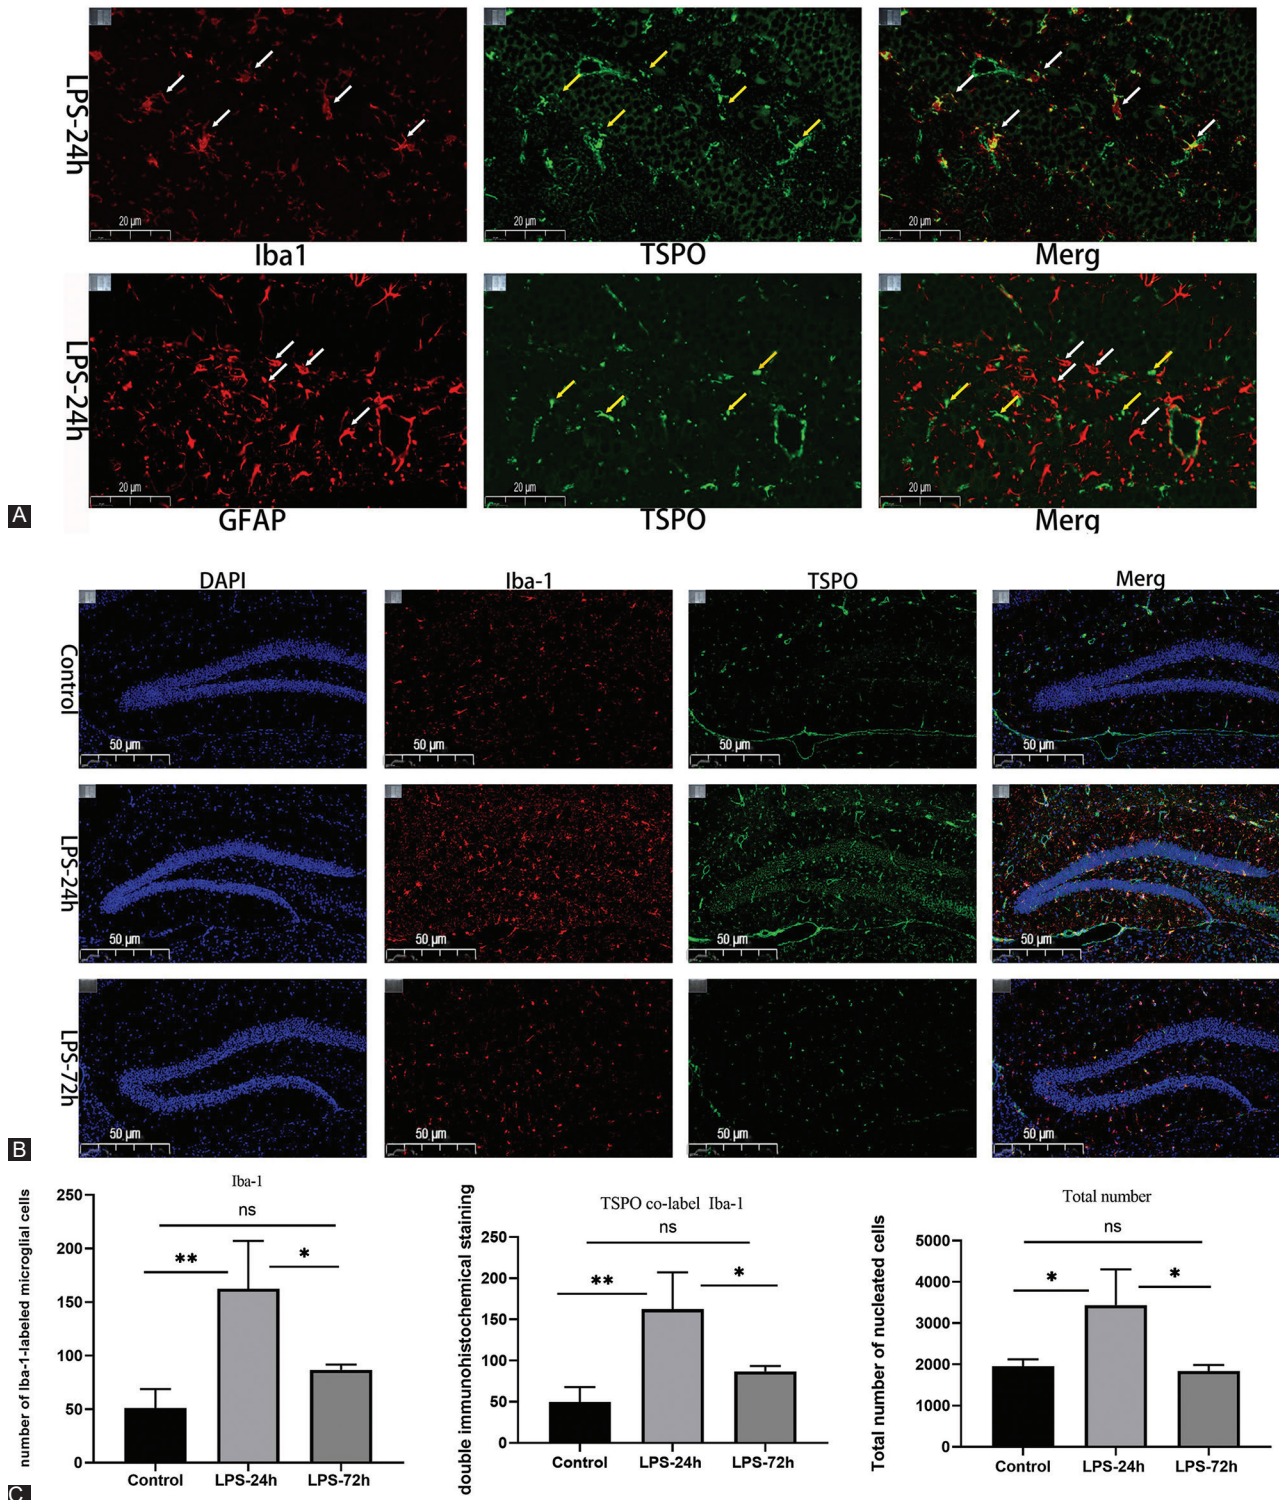 LPS-24h
20 µm
20 µm
20 µm
Iba1
TSPO
Merg
LPS-24h
20 µm
20 µm
20 µm
GFAP
TSPO
Merg
A
DAPI
Iba-1
TSPO
Merg
Control
50 µm
50 µm
50 µm
50 µm
LPS-24h
50 µm
50 µm
50 µm
50 µm
LPS-72h
50 µm
50 µm
50 µm
50 µm
B
Iba-1
number of Iba-1-labeled microglial cells
250
200
150
100
50
0
ns
**
*
Control LPS-24h LPS-72h
TSPO co-label Iba-1
double immunohistochemical staining
250
200
150
100
50
0
ns
**
*
Control LPS-24h LPS-72h
Total number
Total number of nucleated cells
5000
4000
3000
2000
1000
0
ns
*
*
Control LPS-24h LPS-72h
C